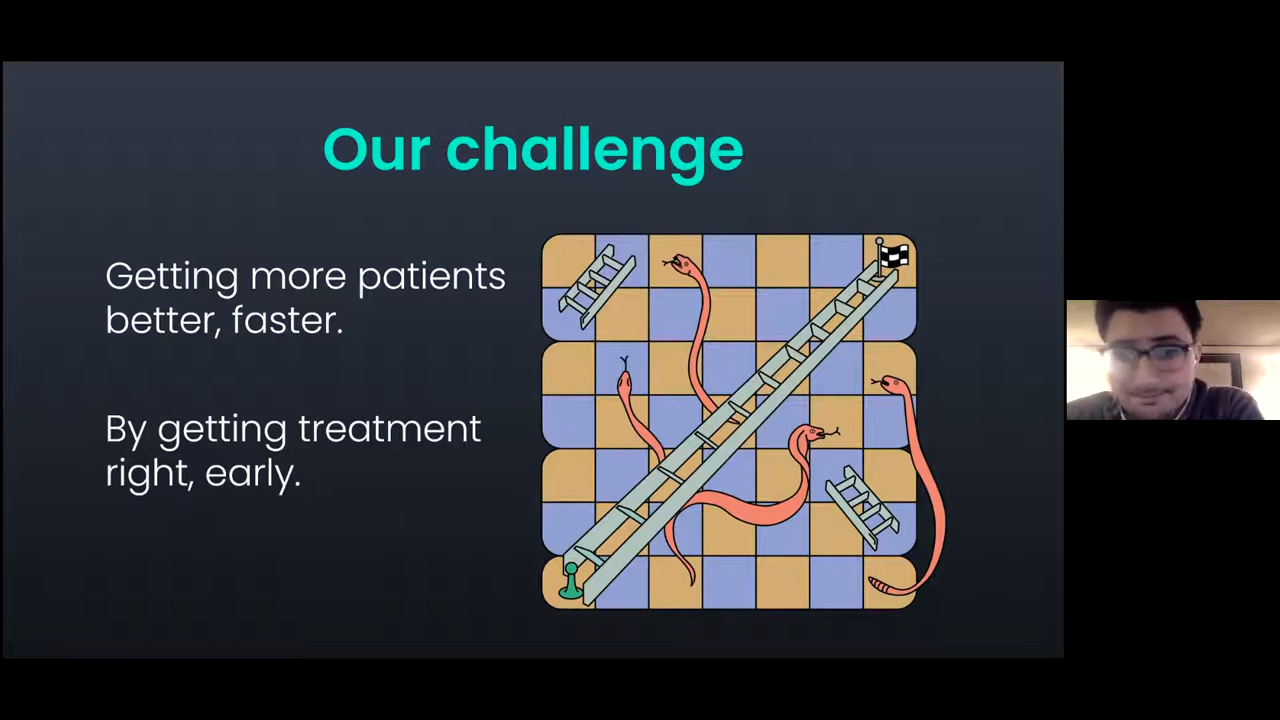 Our challenge
Getting more patients
better, faster.
By getting treatment
right, early.